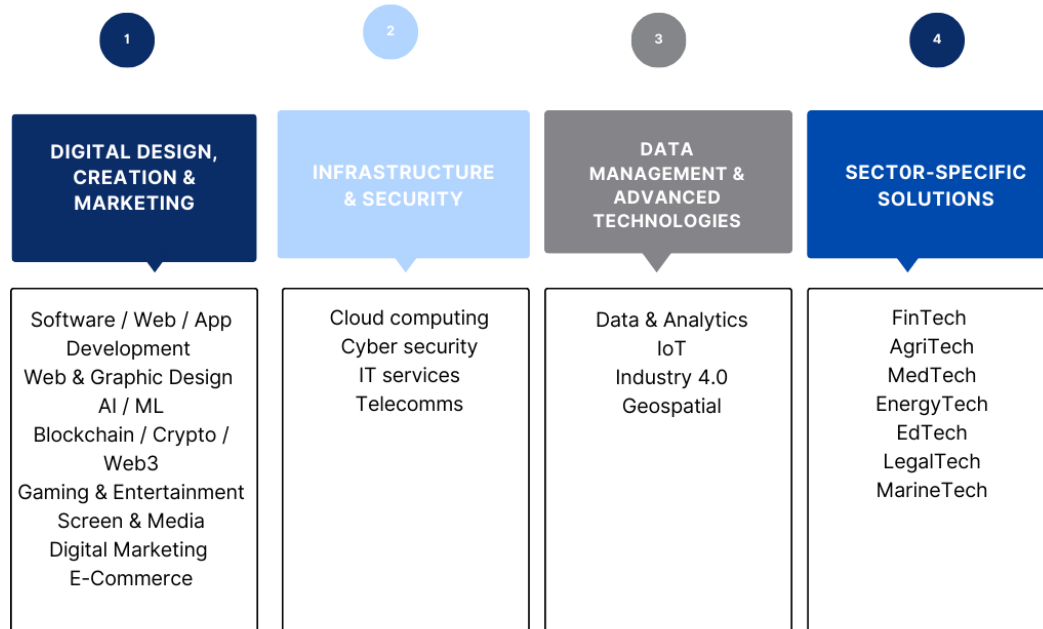 1
2
3
4
DIGITAL DESIGN,
CREATION &
MARKETING
INFRASTRUCTURE
& SECURITY
DATA
MANAGEMENT &
ADVANCED
TECHNOLOGIES
SECT0R-SPECIFIC
SOLUTIONS
Software / Web / App
Development
Web & Graphic Design
AI / ML
Blockchain / Crypto /
Web3
Gaming & Entertainment
Screen & Media
Digital Marketing
E-Commerce
Cloud computing
Cyber security
IT services
Telecomms
Data & Analytics
IoT
Industry 4.0
Geospatial
FinTech
AgriTech
MedTech
EnergyTech
EdTech
LegalTech
MarineTech